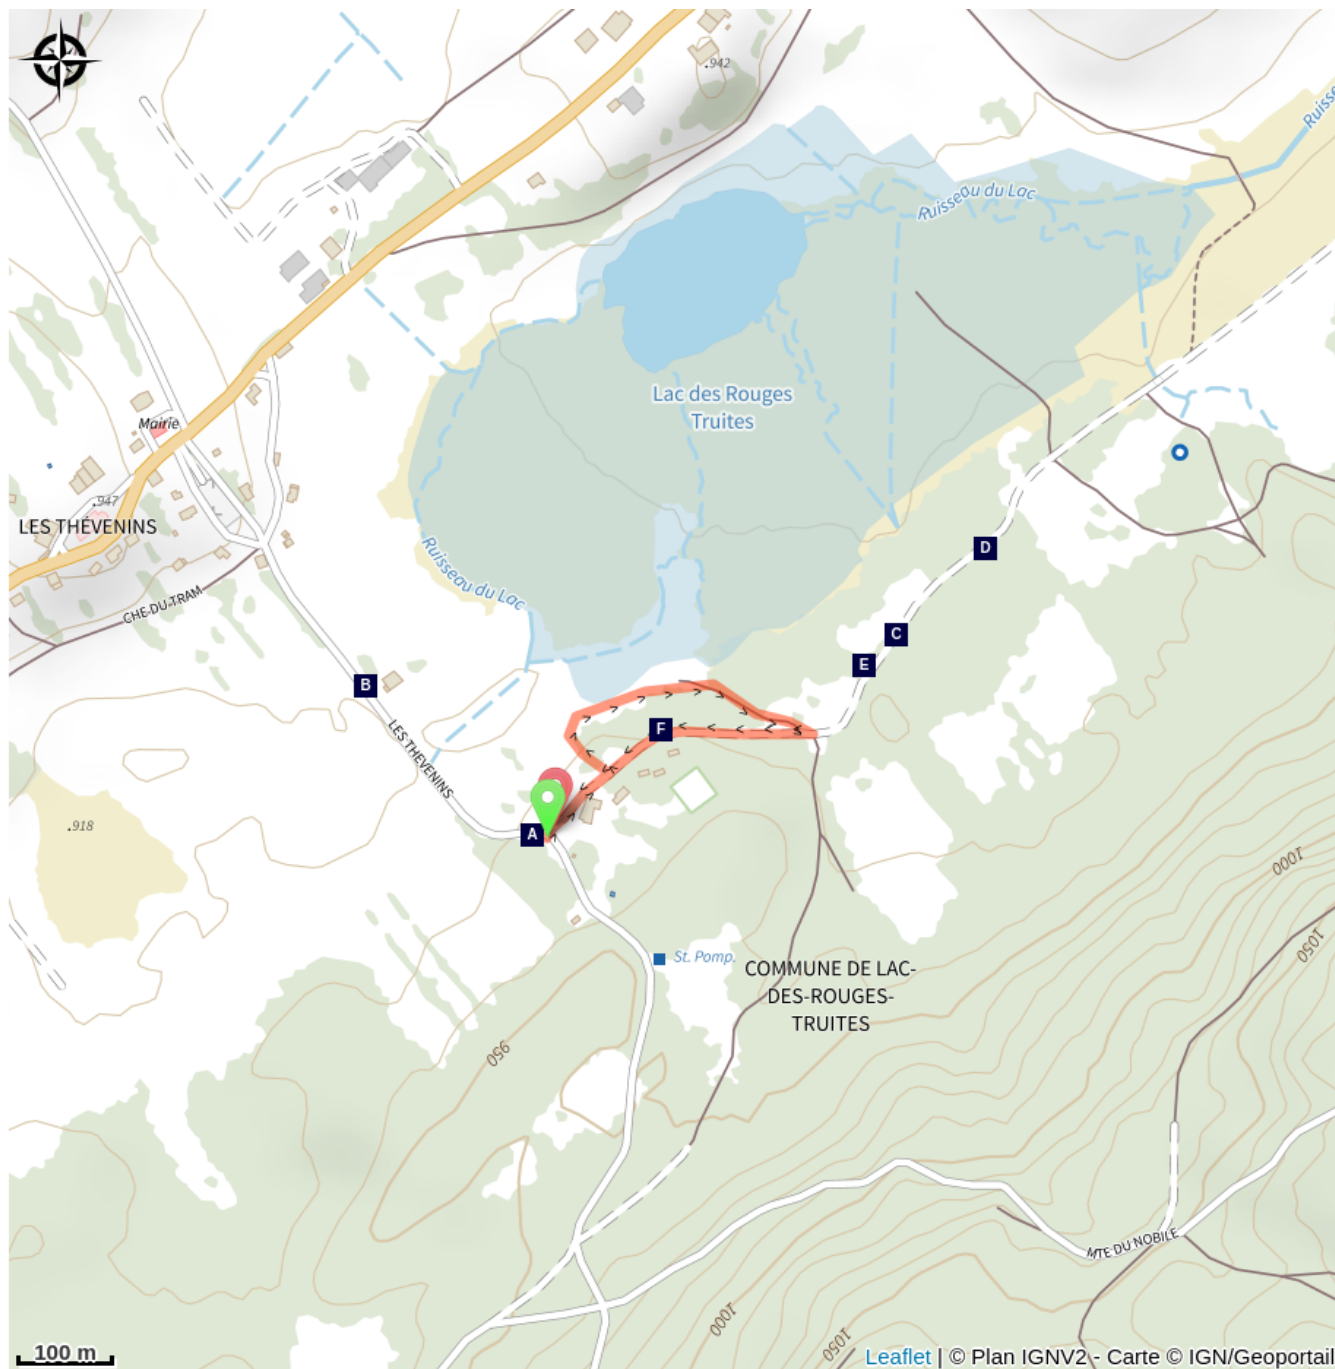 .942
Ruisse
Ruisseau du Lac
Lac des Rouges
Truites
Mairie
.947
LES THÉVENINS
Ruisseau du Lac
D
CHE DU TRAM
C
E
B
F
LES THEVENINS
.918
A
1000
1050
St. Pomp.
COMMUNE DE LAC-
DES-ROUGES-
TRUITES
950
MTE DU NOBILE
1000
1050
100 m
Leaflet | © Plan IGNV2 - Carte © IGN/Geoportail